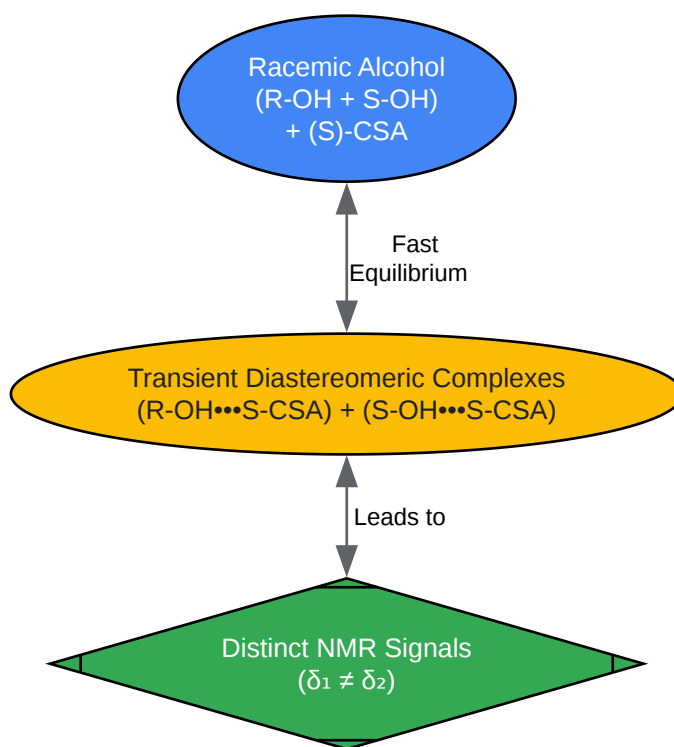 Racemic Alcohol
(R-OH + S-OH)
+ (S)-CSA
Fast
Equilibrium
Transient Diastereomeric Complexes
(R-OH•••S-CSA) + (S-OH•••S-CSA)
Leads to
Distinct NMR Signals
(δ₁ ≠ δ₂)